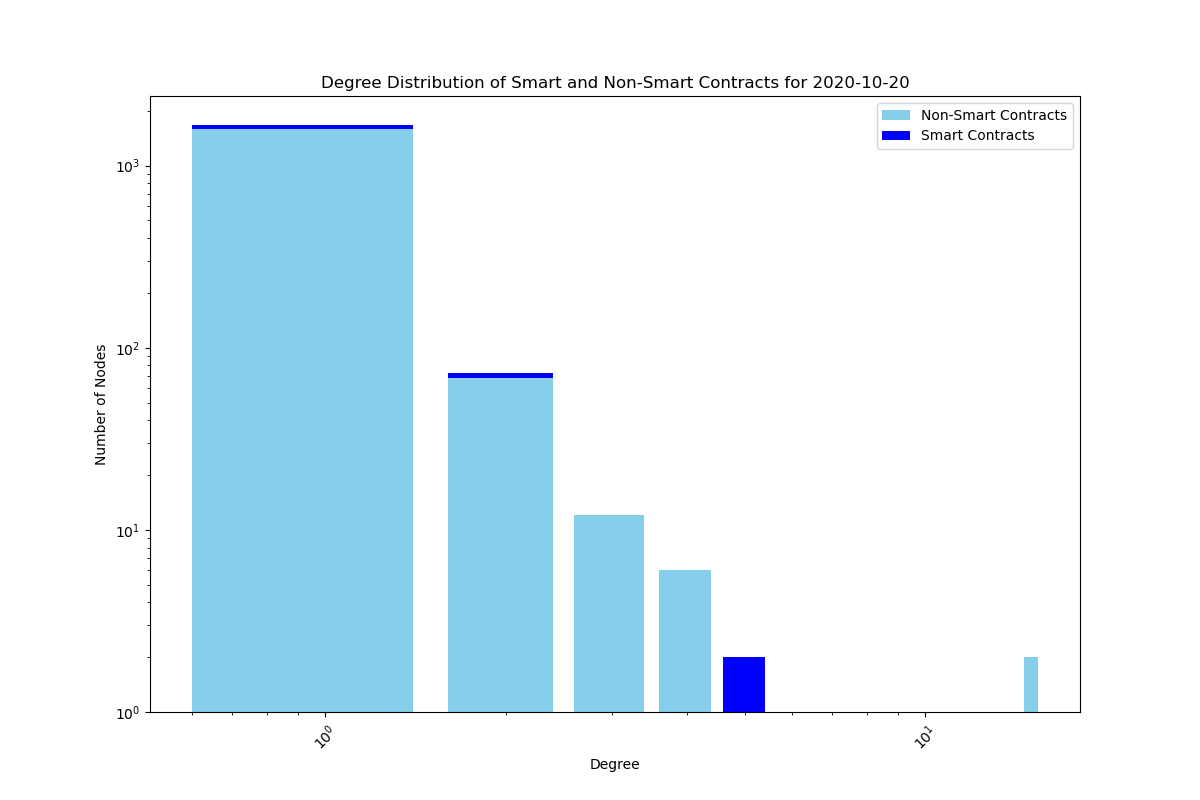 Degree Distribution of Smart and Non-Smart Contracts for 2020-10-20
Non-Smart Contracts
Smart Contracts
10³
10²
10¹
10⁰
Number of Nodes
10⁰
10¹
Degree